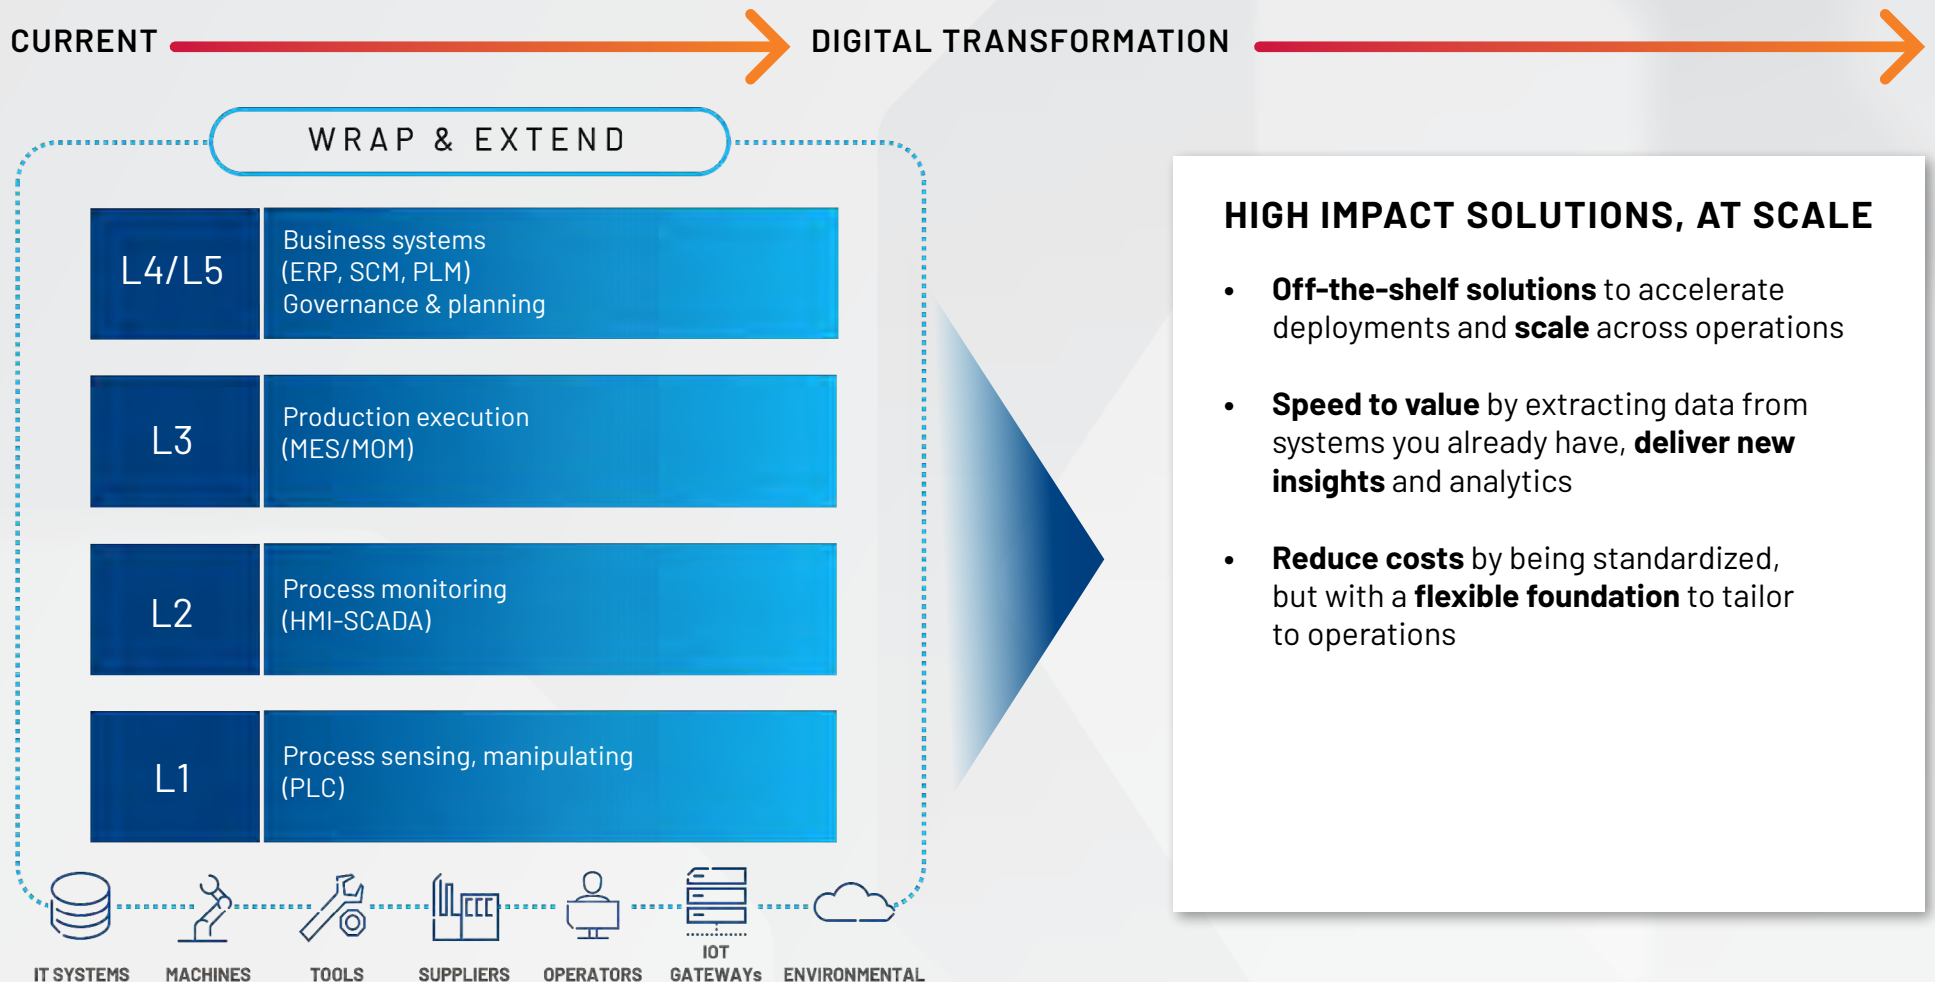 CURRENT
DIGITAL TRANSFORMATION
WRAP & EXTEND
L4/L5
Business systems
(ERP, SCM, PLM)
Governance & planning
L3
Production execution
(MES/MOM)
L2
Process monitoring
(HMI-SCADA)
L1
Process sensing, manipulating
(PLC)
IT SYSTEMS
MACHINES
TOOLS
SUPPLIERS
OPERATORS
IOT
GATEWAYs
ENVIRONMENTAL
HIGH IMPACT SOLUTIONS, AT SCALE
• Off-the-shelf solutions to accelerate
deployments and scale across operations
• Speed to value by extracting data from
systems you already have, deliver new
insights and analytics
• Reduce costs by being standardized,
but with a flexible foundation to tailor
to operations